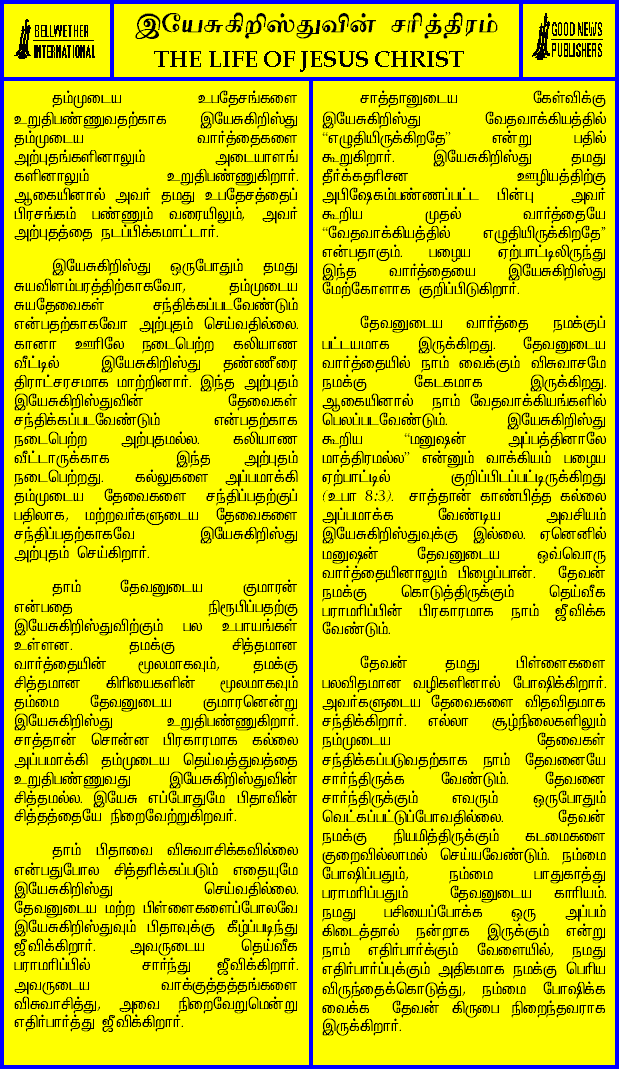 BELLWETHER
INTERNATIONAL
இயேசுகிறிஸ்துவின் சரித்திரம்
THE LIFE OF JESUS CHRIST
GOOD NEWS
PUBLISHERS
தம்முடைய உபதேசங்களை
உறுதிபண்ணுவதற்காக இயேசுகிறிஸ்து
தம்முடைய வார்த்தைகளை
அற்புதங்களினாலும் அடையாளங்
களினாலும் உறுதிபண்ணுகிறார்.
ஆகையினால் அவர் தமது உபதேசத்தைப்
பிரசங்கம் பண்ணும் வரையிலும், அவர்
அற்புதத்தை நடப்பிக்கமாட்டார்.
இயேசுகிறிஸ்து ஒருபோதும் தமது
சுயவிளம்பரத்திற்காகவோ, தம்முடைய
சுயதேவைகள் சந்திக்கப்படவேண்டும்
என்பதற்காகவோ அற்புதம் செய்வதில்லை.
கானா ஊரிலே நடைபெற்ற கலியாண
வீட்டில் இயேசுகிறிஸ்து தண்ணீரை
திராட்சரசமாக மாற்றினார். இந்த அற்புதம்
இயேசுகிறிஸ்துவின் தேவைகள்
சந்திக்கப்படவேண்டும் என்பதற்காக
நடைபெற்ற அற்புதமல்ல. கலியாண
வீட்டாருக்காக இந்த அற்புதம்
நடைபெற்றது. கல்லுகளை அப்பமாக்கி
தம்முடைய தேவைகளை சந்திப்பதற்குப்
பதிலாக, மற்றவர்களுடைய தேவைகளை
சந்திப்பதற்காகவே இயேசுகிறிஸ்து
அற்புதம் செய்கிறார்.
தாம் தேவனுடைய குமாரன்
என்பதை நிரூபிப்பதற்கு
இயேசுகிறிஸ்துவிற்கும் பல உபாயங்கள்
உள்ளன. தமக்கு சித்தமான
வார்த்தையின் மூலமாகவும், தமக்கு
சித்தமான கிரியைகளின் மூலமாகவும்
தம்மை தேவனுடைய குமாரனென்று
இயேசுகிறிஸ்து உறுதிபண்ணுகிறார்.
சாத்தான் சொன்ன பிரகாரமாக கல்லை
அப்பமாக்கி தம்முடைய தெய்வத்துவத்தை
உறுதிபண்ணுவது இயேசுகிறிஸ்துவின்
சித்தமல்ல. இயேசு எப்போதுமே பிதாவின்
சித்தத்தையே நிறைவேற்றுகிறவர்.
தாம் பிதாவை விசுவாசிக்கவில்லை
என்பதுபோல சித்தரிக்கப்படும் எதையுமே
இயேசுகிறிஸ்து செய்வதில்லை.
தேவனுடைய மற்ற பிள்ளைகளைப்போலவே
இயேசுகிறிஸ்துவும் பிதாவுக்கு கீழ்ப்படிந்து
ஜீவிக்கிறார். அவருடைய தெய்வீக
பராமரிப்பில் சார்ந்து ஜீவிக்கிறார்.
அவருடைய வாக்குத்தத்தங்களை
விசுவாசித்து, அவை நிறைவேறுமென்று
எதிர்பார்த்து ஜீவிக்கிறார்.
சாத்தானுடைய கேள்விக்கு
இயேசுகிறிஸ்து வேதவாக்கியத்தில்
“எழுதியிருக்கிறதே” என்று பதில்
கூறுகிறார். இயேசுகிறிஸ்து தமது
தீர்க்கதரிசன ஊழியத்திற்கு
அபிஷேகம்பண்ணப்பட்ட பின்பு அவர்
கூறிய முதல் வார்த்தையே
“வேதவாக்கியத்தில் எழுதியிருக்கிறதே”
என்பதாகும். பழைய ஏற்பாட்டிலிருந்து
இந்த வார்த்தையை இயேசுகிறிஸ்து
மேற்கோளாக குறிப்பிடுகிறார்.
தேவனுடைய வார்த்தை நமக்குப்
பட்டயமாக இருக்கிறது. தேவனுடைய
வார்த்தையில் நாம் வைக்கும் விசுவாசமே
நமக்கு கேடகமாக இருக்கிறது.
ஆகையினால் நாம் வேதவாக்கியங்களில்
பெலப்படவேண்டும். இயேசுகிறிஸ்து
கூறிய “மனுஷன் அப்பத்தினாலே
மாத்திரமல்ல” என்னும் வாக்கியம் பழைய
ஏற்பாட்டில் குறிப்பிடப்பட்டிருக்கிறது
(உபா 8:3). சாத்தான் காண்பித்த கல்லை
அப்பமாக்க வேண்டிய அவசியம்
இயேசுகிறிஸ்துவுக்கு இல்லை. ஏனெனில்
மனுஷன் தேவனுடைய ஒவ்வொரு
வார்த்தையினாலும் பிழைப்பான். தேவன்
நமக்கு கொடுத்திருக்கும் தெய்வீக
பராமரிப்பின் பிரகாரமாக நாம் ஜீவிக்க
வேண்டும்.
தேவன் தமது பிள்ளைகளை
பலவிதமான வழிகளினால் போஷிக்கிறார்.
அவர்களுடைய தேவைகளை விதவிதமாக
சந்திக்கிறார். எல்லா சூழ்நிலைகளிலும்
நம்முடைய தேவைகள்
சந்திக்கப்படுவதற்காக நாம் தேவனையே
சார்ந்திருக்க வேண்டும். தேவனை
சார்ந்திருக்கும் எவரும் ஒருபோதும்
வெட்கப்பட்டுப்போவதில்லை. தேவன்
நமக்கு நியமித்திருக்கும் கடமைகளை
குறைவில்லாமல் செய்யவேண்டும். நம்மை
போஷிப்பதும், நம்மை பாதுகாத்து
பராமரிப்பதும் தேவனுடைய காரியம்.
நமது பசியைப்போக்க ஒரு அப்பம்
கிடைத்தால் நன்றாக இருக்கும் என்று
நாம் எதிர்பார்க்கும் வேளையில், நமது
எதிர்பார்ப்புக்கும் அதிகமாக நமக்கு பெரிய
விருந்தைக்கொடுத்து, நம்மை போஷிக்க
வைக்க தேவன் கிருபை நிறைந்தவராக
இருக்கிறார்.